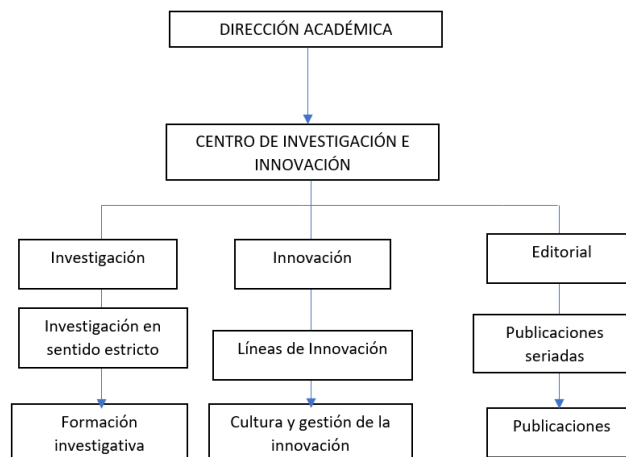 DIRECCIÓN ACADÉMICA
CENTRO DE INVESTIGACIÓN E
INNOVACIÓN
Investigación
Innovación
Editorial
Investigación en
sentido estricto
Líneas de Innovación
Publicaciones
seriadas
Formación
investigativa
Cultura y gestión de la
innovación
Publicaciones